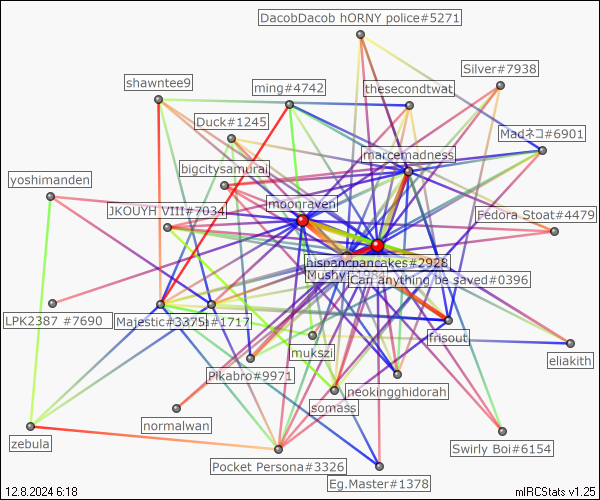 DacobDacob hORNY police#5271
Silver#7938
shawntee9
ming#4742
thesecondtwat
Duck#1245
Madネコ#6901
marcemadness
bigcitysamurai
yoshimanden
moonraven
JKOUYH VIII#7034
Fedora Stoat#4479
hispancpancakes#2928
Mushy
Can anything be saved#0396
LPK2387 #7690
Majestic#3375
#1717
frisout
mukszi
eliakith
Pikabro#9971
neokingghidorah
somass
normalwan
zebula
Swirly Boi#6154
Pocket Persona#3326
Eg.Master#1378
12.8.2024 6:18
mIRCStats v1.25